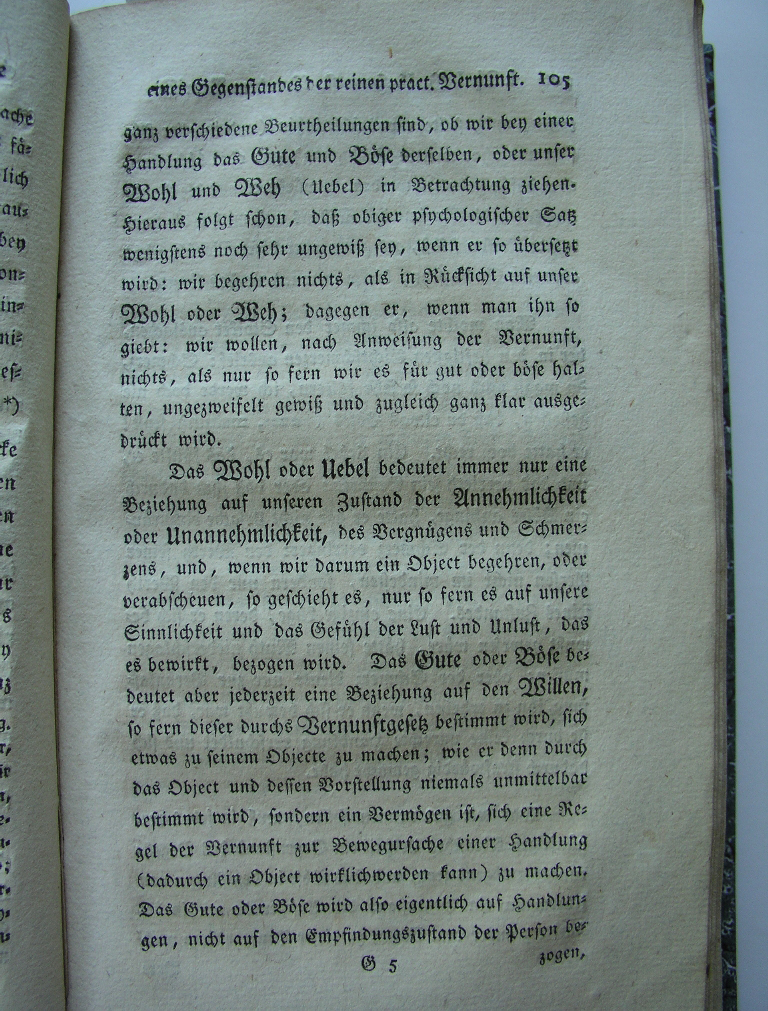 eines Gegenstandes der reinen pract. Vernunft. 105
ganz verschiedene Beurtheilungen sind, ob wir bey einer
Handlung das Gute und Böse derselben, oder unser
Wohl und Weh (Uebel) in Betrachtung ziehen.
Hieraus folgt schon, daß obiger psychologischer Satz
wenigstens noch sehr ungewiß sey, wenn er so übersetzt
wird: wir begehren nichts, als in Rücksicht auf unser
Wohl oder Weh; dagegen er, wenn man ihn so
giebt: wir wollen, nach Anweisung der Vernunft,
nichts, als nur so fern wir es für gut oder böse hal-
ten, ungezweifelt gewiß und zugleich ganz klar ausge-
drückt wird.
Das Wohl oder Uebel bedeutet immer nur eine
Beziehung auf unseren Zustand der Annehmlichkeit
oder Unannehmlichkeit, des Vergnügens und Schmer-
zens, und, wenn wir darum ein Object begehren, oder
verabscheuen, so geschieht es, nur so fern es auf unsere
Sinnlichkeit und das Gefühl der Lust und Unlust, das
es bewirkt, bezogen wird. Das Gute oder Böse be-
deutet aber jederzeit eine Beziehung auf den Willen,
so fern dieser durchs Vernunftgesetz bestimmt wird, sich
etwas zu seinem Objecte zu machen; wie er denn durch
das Object und dessen Vorstellung niemals unmittelbar
bestimmt wird, sondern ein Vermögen ist, sich eine Re-
gel der Vernunft zur Bewegursache einer Handlung
(dadurch ein Object wirklichwerden kann) zu machen.
Das Gute oder Böse wird also eigentlich auf Handlun-
gen, nicht auf den Empfindungszustand der Person be-
G 5 zogen,